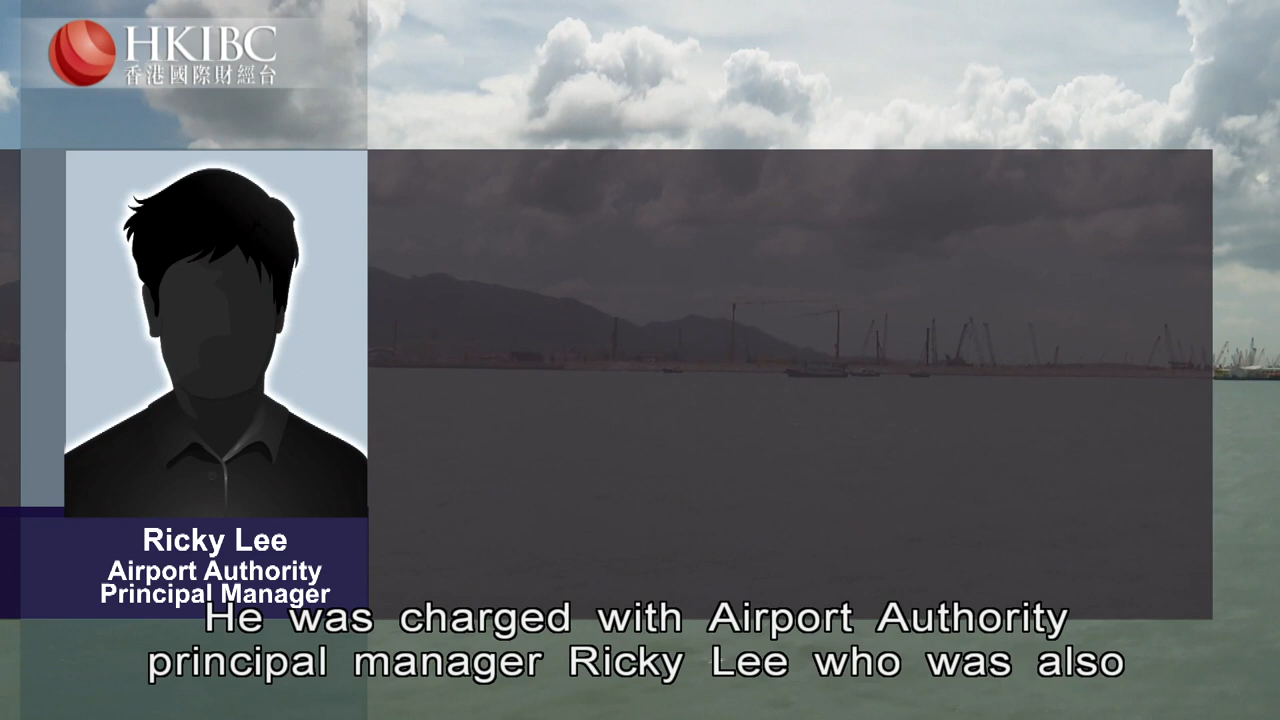 HKIBC
香港國際財經台
Ricky Lee
Airport Authority
Principal Manager
He was charged with Airport Authority
principal manager Ricky Lee who was also